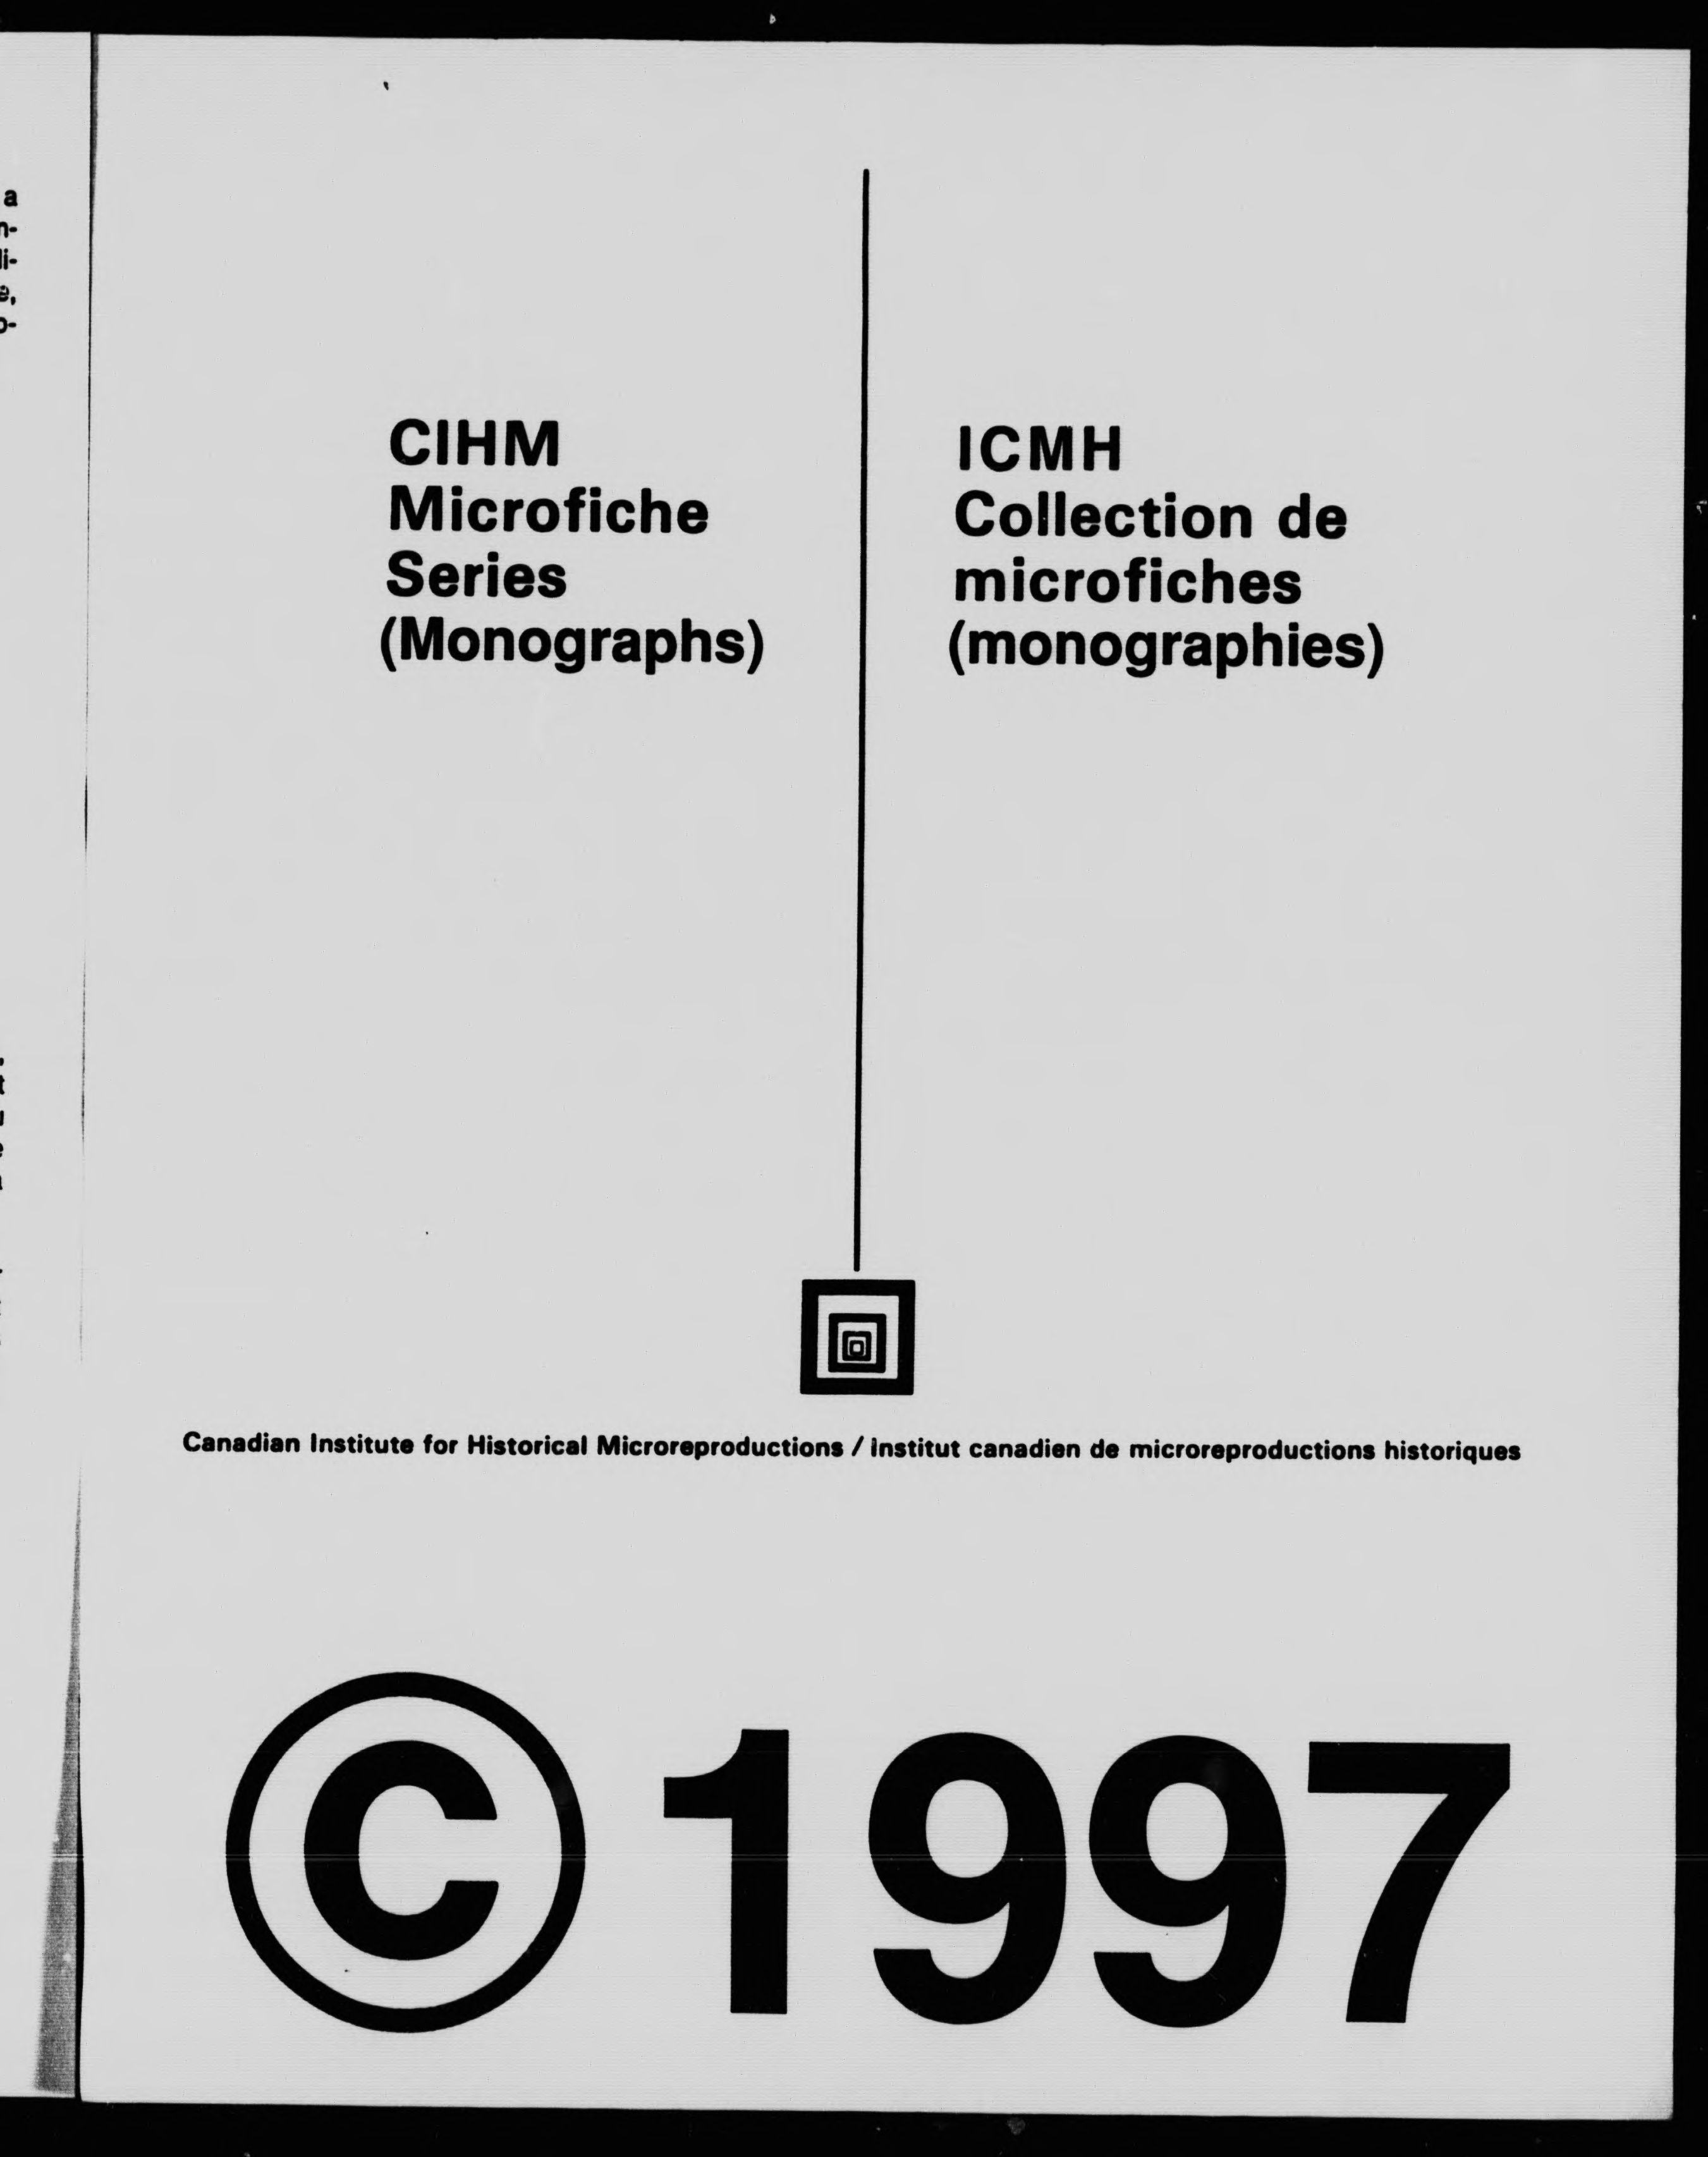 CIHM
Microfiche
Series
(Monographs)
ICMH
Collection de
microfiches
(monographies)
Canadian Institute for Historical Microreproductions / Institut canadien de microreproductions historiques
© 1997